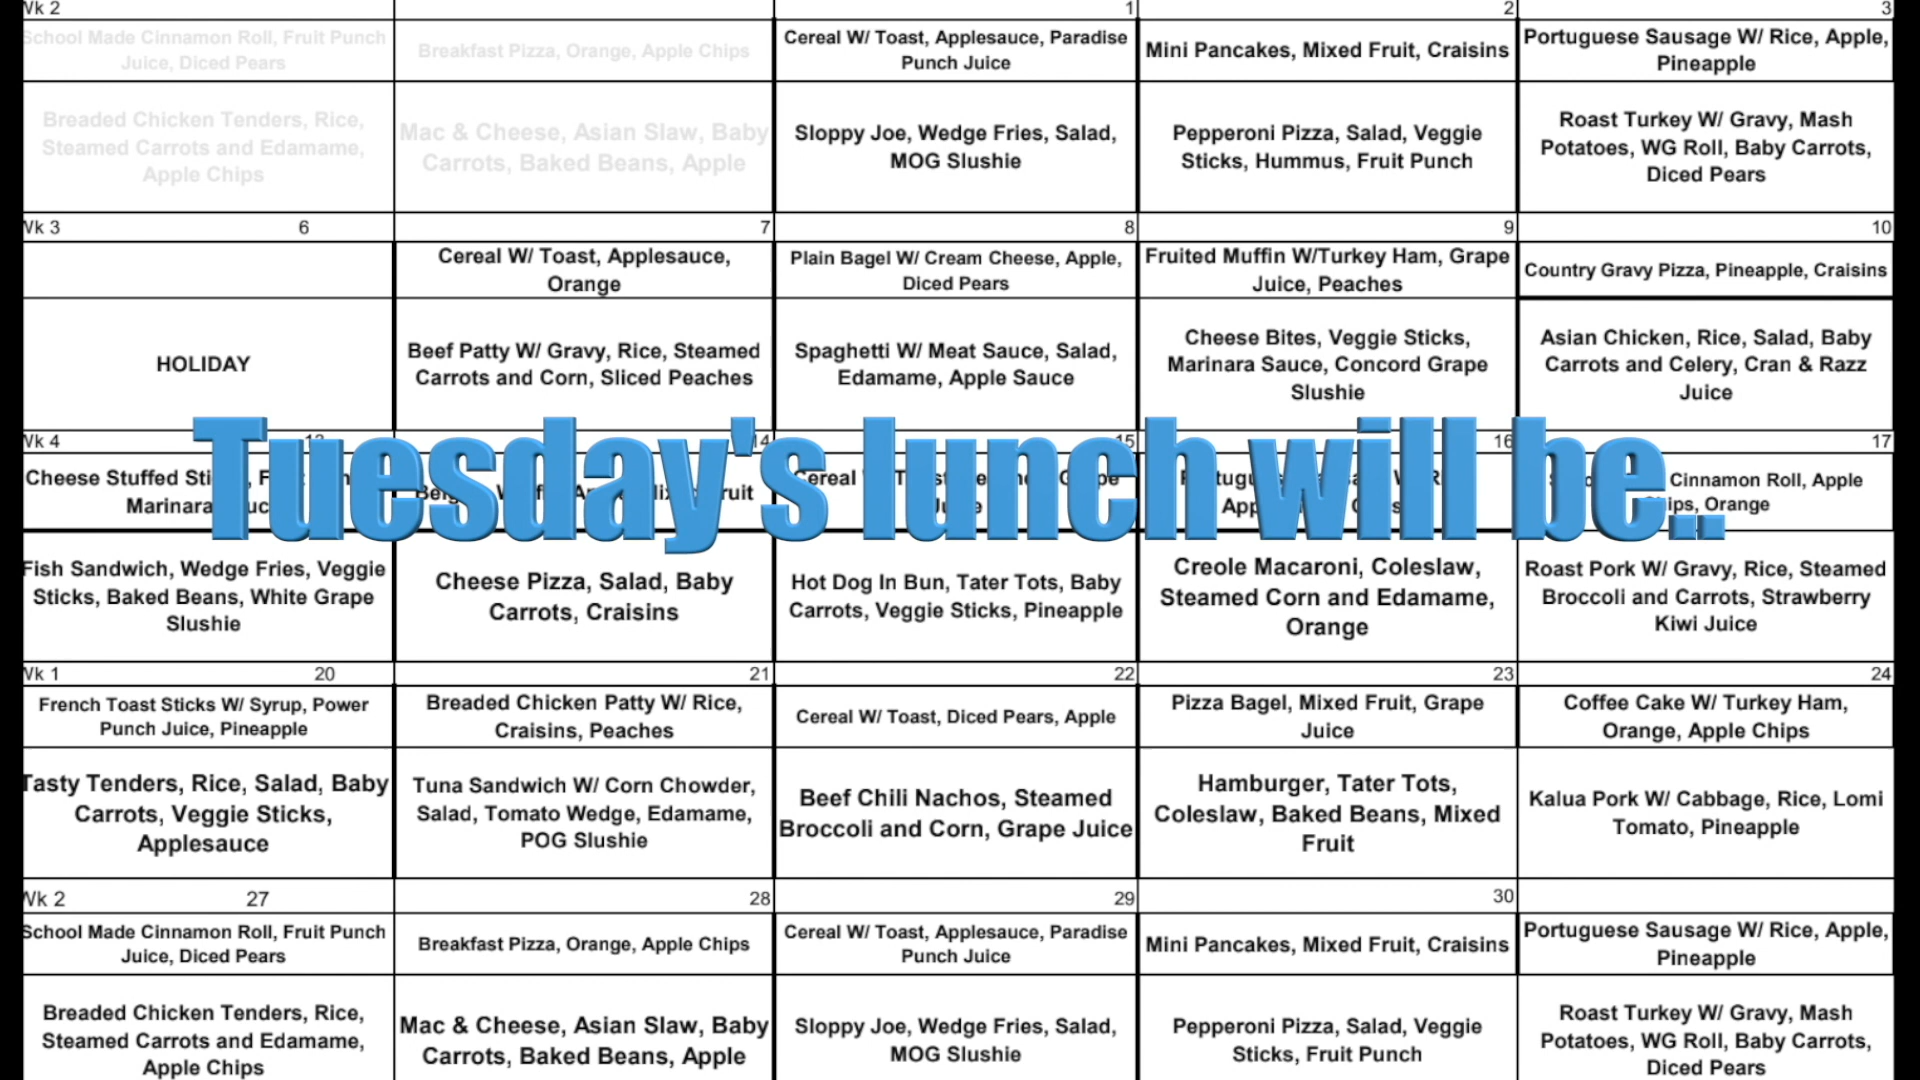 Wk 2
1
2
3
School Made Cinnamon Roll, Fruit Punch
Juice, Diced Pears
Breakfast Pizza, Orange, Apple Chips
Cereal W/ Toast, Applesauce, Paradise
Punch Juice
Mini Pancakes, Mixed Fruit, Craisins
Portuguese Sausage W/ Rice, Apple,
Pineapple
Breaded Chicken Tenders, Rice,
Steamed Carrots and Edamame,
Apple Chips
Mac & Cheese, Asian Slaw, Baby
Carrots, Baked Beans, Apple
Sloppy Joe, Wedge Fries, Salad,
MOG Slushie
Pepperoni Pizza, Salad, Veggie
Sticks, Hummus, Fruit Punch
Roast Turkey W/ Gravy, Mash
Potatoes, WG Roll, Baby Carrots,
Diced Pears
Wk 3
6
7
8
9
10
Cereal W/ Toast, Applesauce,
Orange
Plain Bagel W/ Cream Cheese, Apple,
Diced Pears
Fruited Muffin W/Turkey Ham, Grape
Juice, Peaches
Country Gravy Pizza, Pineapple, Craisins
HOLIDAY
Beef Patty W/ Gravy, Rice, Steamed
Carrots and Corn, Sliced Peaches
Spaghetti W/ Meat Sauce, Salad,
Edamame, Apple Sauce
Cheese Bites, Veggie Sticks,
Marinara Sauce, Concord Grape
Slushie
Asian Chicken, Rice, Salad, Baby
Carrots and Celery, Cran & Razz
Juice
Tuesday's lunch will be..
Wk 4
14
15
16
17
Cheese Stuffed
Marinara
Cereal
Cinnamon Roll, Apple
Orange
Fish Sandwich, Wedge Fries, Veggie
Sticks, Baked Beans, White Grape
Slushie
Cheese Pizza, Salad, Baby
Carrots, Craisins
Hot Dog In Bun, Tater Tots, Baby
Carrots, Veggie Sticks, Pineapple
Creole Macaroni, Coleslaw,
Steamed Corn and Edamame,
Orange
Roast Pork W/ Gravy, Rice, Steamed
Broccoli and Carrots, Strawberry
Kiwi Juice
Wk 1
20
21
22
23
24
French Toast Sticks W/ Syrup, Power
Punch Juice, Pineapple
Breaded Chicken Patty W/ Rice,
Craisins, Peaches
Cereal W/ Toast, Diced Pears, Apple
Pizza Bagel, Mixed Fruit, Grape
Juice
Coffee Cake W/ Turkey Ham,
Orange, Apple Chips
Tasty Tenders, Rice, Salad, Baby
Carrots, Veggie Sticks,
Applesauce
Tuna Sandwich W/ Corn Chowder,
Salad, Tomato Wedge, Edamame,
POG Slushie
Beef Chili Nachos, Steamed
Broccoli and Corn, Grape Juice
Hamburger, Tater Tots,
Coleslaw, Baked Beans, Mixed
Fruit
Kalua Pork W/ Cabbage, Rice, Lomi
Tomato, Pineapple
Wk 2
27
28
29
30
School Made Cinnamon Roll, Fruit Punch
Juice, Diced Pears
Breakfast Pizza, Orange, Apple Chips
Cereal W/ Toast, Applesauce, Paradise
Punch Juice
Mini Pancakes, Mixed Fruit, Craisins
Portuguese Sausage W/ Rice, Apple,
Pineapple
Breaded Chicken Tenders, Rice,
Steamed Carrots and Edamame,
Apple Chips
Mac & Cheese, Asian Slaw, Baby
Carrots, Baked Beans, Apple
Sloppy Joe, Wedge Fries, Salad,
MOG Slushie
Pepperoni Pizza, Salad, Veggie
Sticks, Fruit Punch
Roast Turkey W/ Gravy, Mash
Potatoes, WG Roll, Baby Carrots,
Diced Pears